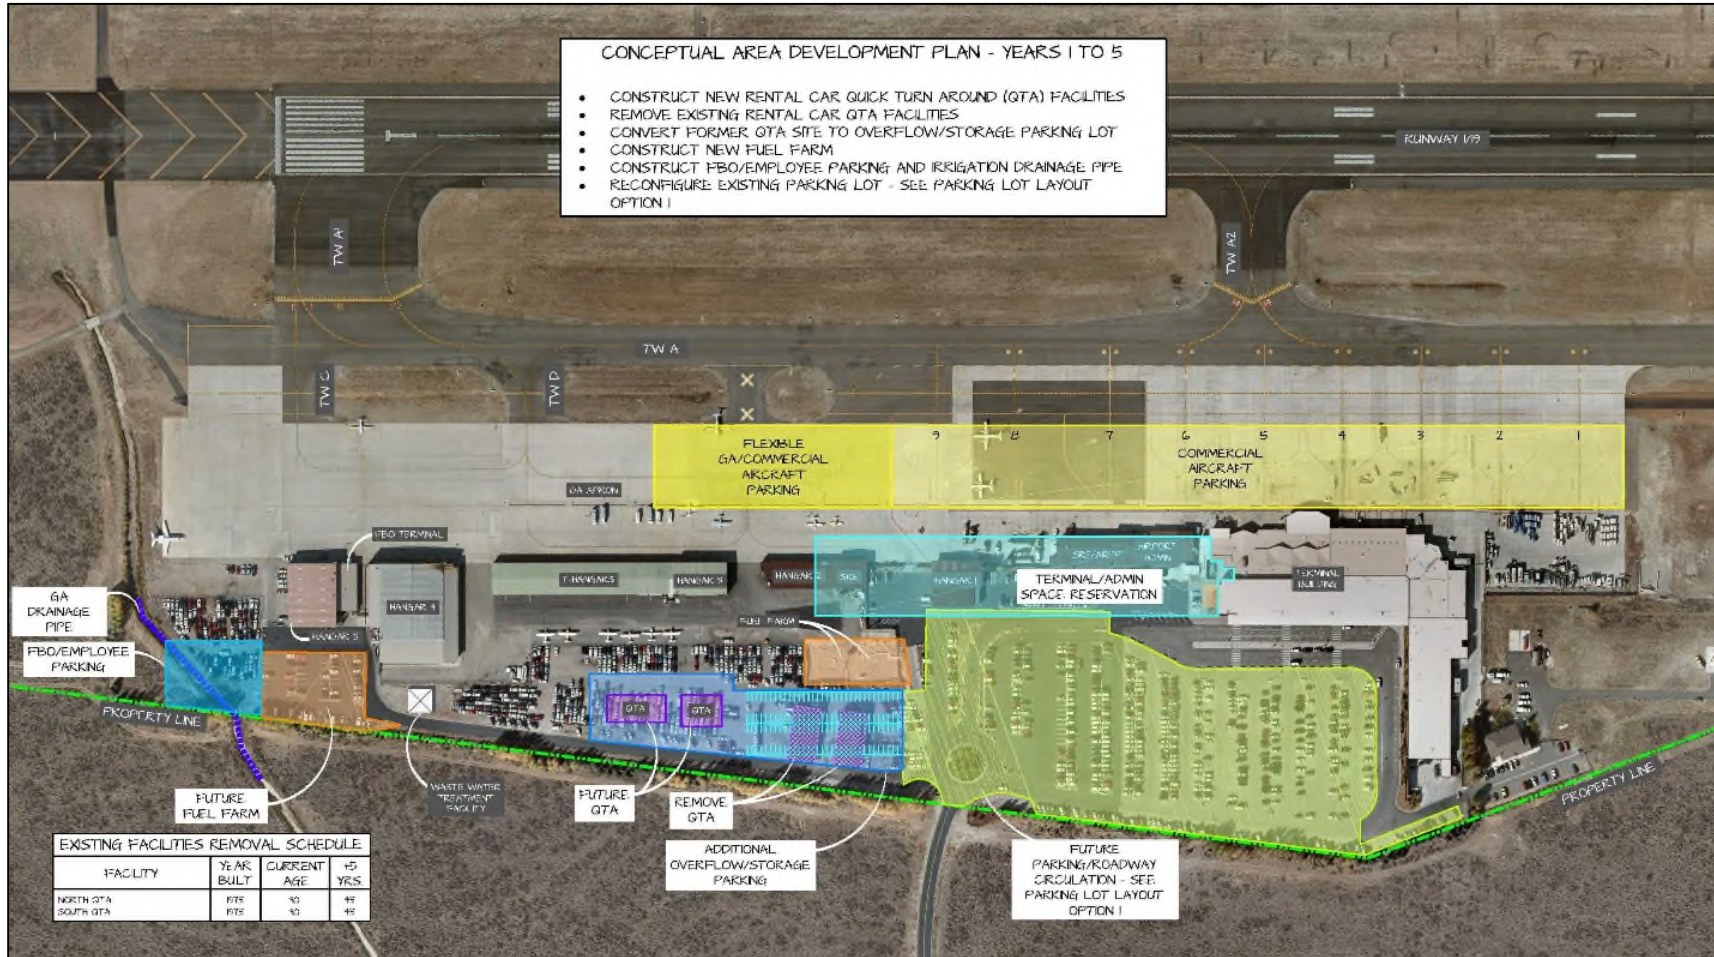 CONCEPTUAL AREA DEVELOPMENT PLAN - YEARS 1 TO 5
• CONSTRUCT NEW RENTAL CAR QUICK TURN AROUND (QTA) FACILITIES
• REMOVE EXISTING RENTAL CAR QTA FACILITIES
• CONVERT FORMER QTA SITE TO OVERFLOW/STORAGE PARKING LOT
• CONSTRUCT NEW FUEL FARM
• CONSTRUCT FBO/EMPLOYEE PARKING AND IRRIGATION DRAINAGE PIPE
• RECONFIGURE EXISTING PARKING LOT - SEE PARKING LOT LAYOUT
OPTION 1
RUNWAY 1/19
TW A1
TW A2
TW A
TW C
TW D
FLEXIBLE
GA/COMMERCIAL
AIRCRAFT
PARKING
9
8
7
6
5
4
3
2
1
COMMERCIAL
AIRCRAFT
PARKING
GA APRON
FBO TERMINAL
HANGAR 5
HANGAR 4
T-HANGARS
HANGAR 2
HANGAR 1
AIRPORT
ADMIN
TERMINAL/ADMIN
SPACE RESERVATION
TERMINAL
BUILDING
GA
DRAINAGE
PIPE
FBO/EMPLOYEE
PARKING
FUEL FARM
PROPERTY LINE
QTA
QTA
FUTURE
FUEL FARM
WASTE WATER
TREATMENT
FACILITY
FUTURE
QTA
REMOVE
QTA
ADDITIONAL
OVERFLOW/STORAGE
PARKING
FUTURE
PARKING/ROADWAY
CIRCULATION - SEE
PARKING LOT LAYOUT
OPTION 1
PROPERTY LINE
EXISTING FACILITIES REMOVAL SCHEDULE
FACILITY YEAR BUILT CURRENT AGE +5 YRS.
NORTH QTA 1975 40 45
SOUTH QTA 1975 40 45